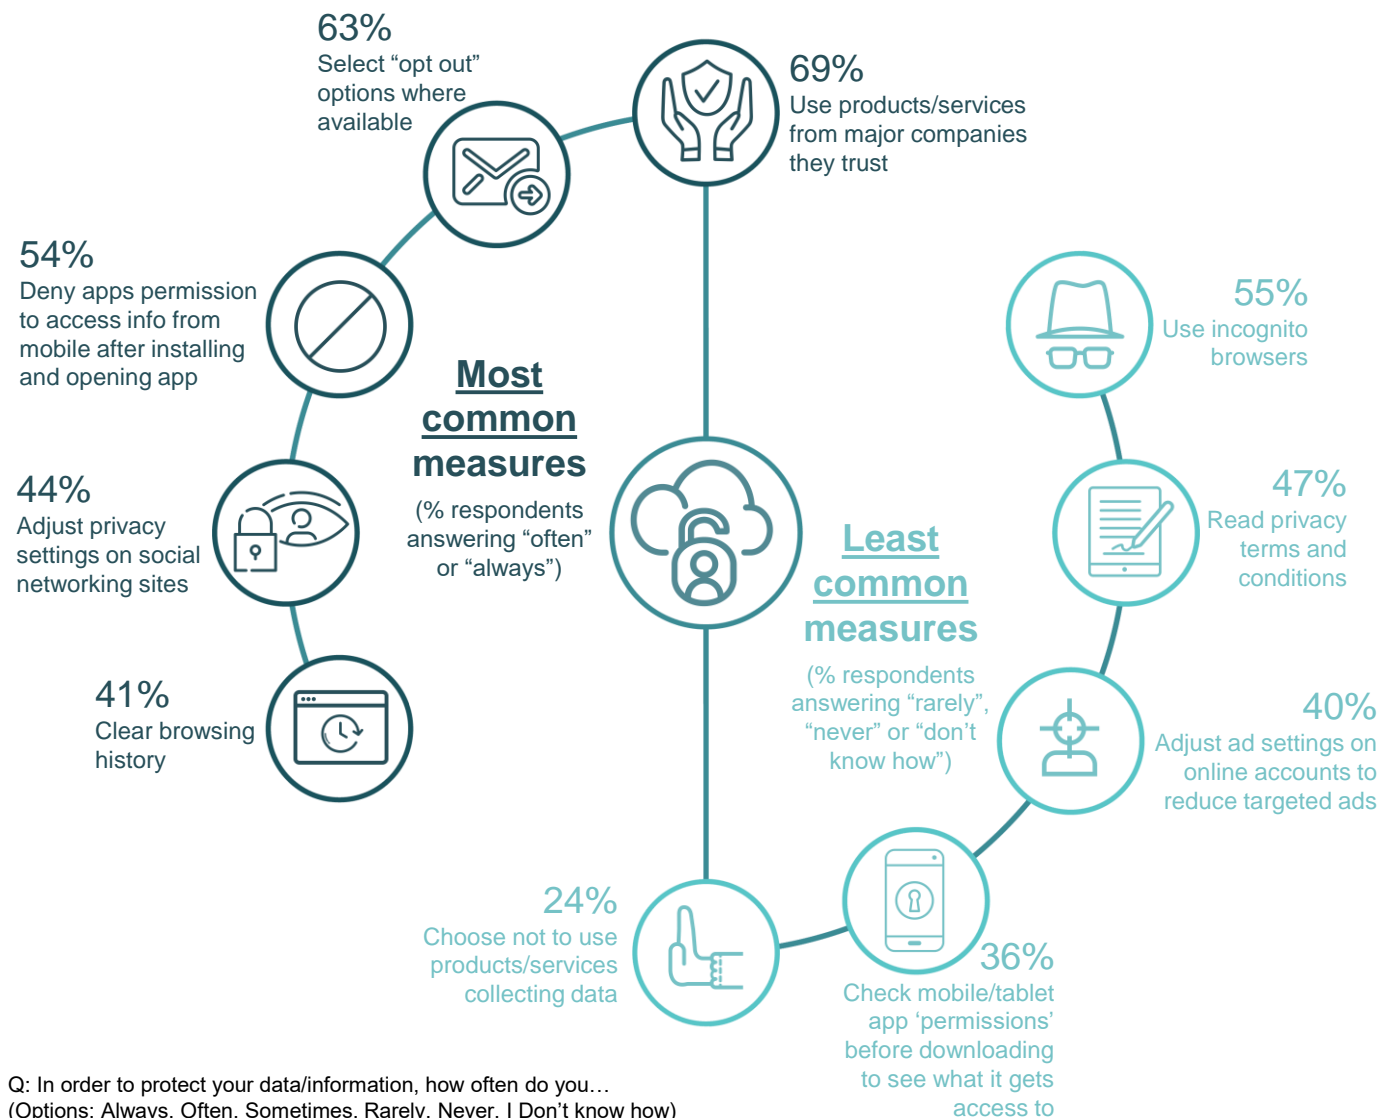 63%
Select “opt out”
options where
available
69%
Use products/services
from major companies
they trust
54%
Deny apps permission
to access info from
mobile after installing
and opening app
44%
Adjust privacy
settings on social
networking sites
41%
Clear browsing
history
Most
common
measures
(% respondents
answering “often”
or “always”)
55%
Use incognito
browsers
47%
Read privacy
terms and
conditions
Least
common
measures
(% respondents
answering “rarely”,
“never” or “don’t
know how”)
40%
Adjust ad settings on
online accounts to
reduce targeted ads
36%
Check mobile/tablet
app ‘permissions’
before downloading
to see what it gets
access to
24%
Choose not to use
products/services
collecting data
Q: In order to protect your data/information, how often do you…
(Options: Always, Often, Sometimes, Rarely, Never, I Don’t know how)